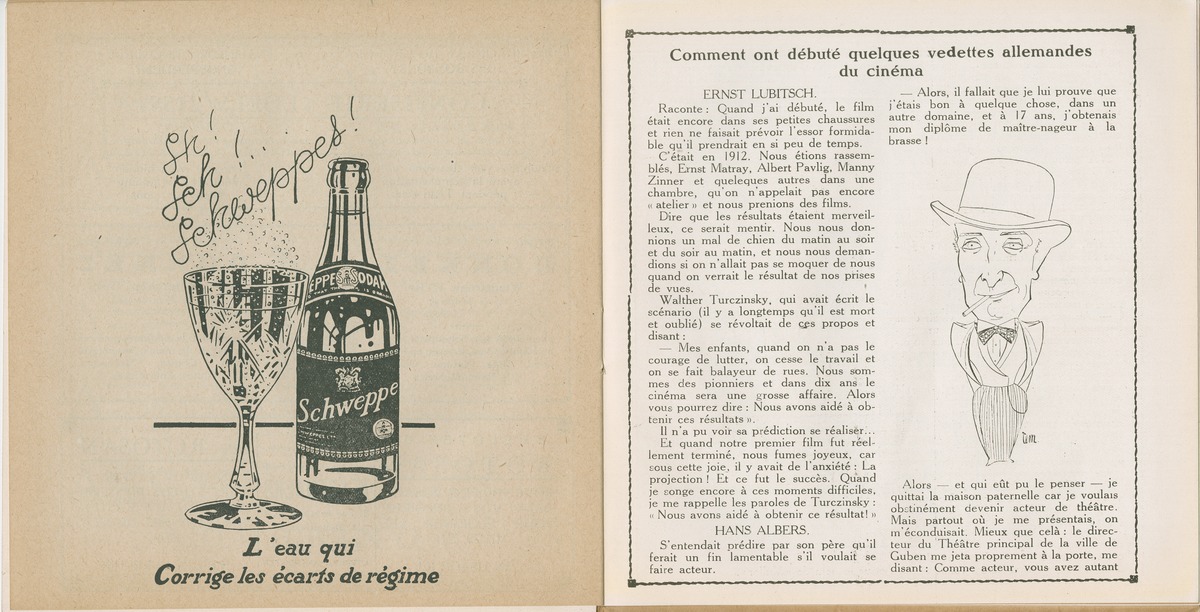 Sch!
Sch!..
Schweppes!
EPPES SODA
Schweppe
L'eau qui
Corrige les écarts de régime
Comment ont débuté quelques vedettes allemandes
du cinéma
ERNST LUBITSCH.
Raconte : Quand j'ai débuté, le film
était encore dans ses petites chaussures
et rien ne faisait prévoir l'essor formida-
ble qu'il prendrait en si peu de temps.
C'était en 1912. Nous étions rassem-
blés, Ernst Matray, Albert Pavlig, Manny
Zinner et queleques autres dans une
chambre, qu'on n'appelait pas encore
« atelier » et nous prenions des films.
Dire que les résultats étaient merveil-
leux, ce serait mentir. Nous nous don-
nions un mal de chien du matin au soir
et du soir au matin, et nous nous deman-
dions si on n'allait pas se moquer de nous
quand on verrait le résultat de nos prises
de vues.
Walther Turczinsky, qui avait écrit le
scénario (il y a longtemps qu'il est mort
et oublié) se révoltait de ces propos et
disant :
— Mes enfants, quand on n'a pas le
courage de lutter, on cesse le travail et
on se fait balayeur de rues. Nous som-
mes des pionniers et dans dix ans le
cinéma sera une grosse affaire. Alors
vous pourrez dire : Nous avons aidé à ob-
tenir ces résultats ».
Il n'a pu voir sa prédiction se réaliser...
Et quand notre premier film fut réel-
lement terminé, nous fumes joyeux, car
sous cette joie, il y avait de l'anxiété : La
projection ! Et ce fut le succès. Quand
je songe encore à ces moments difficiles,
je me rappelle les paroles de Turczinsky :
« Nous avons aidé à obtenir ce résultat! »
HANS ALBERS.
S'entendait prédire par son père qu'il
ferait un fin lamentable s'il voulait se
faire acteur.
— Alors, il fallait que je lui prouve que
j'étais bon à quelque chose, dans un
autre domaine, et à 17 ans, j'obtenais
mon diplôme de maître-nageur à la
brasse !
Alors — et qui eût pu le penser — je
quittai la maison paternelle car je voulais
obstinément devenir acteur de théâtre.
Mais partout où je me présentais, on
m'éconduisait. Mieux que celà : le direc-
teur du Théâtre principal de la ville de
Guben me jeta proprement à la porte, me
disant : Comme acteur, vous avez autant